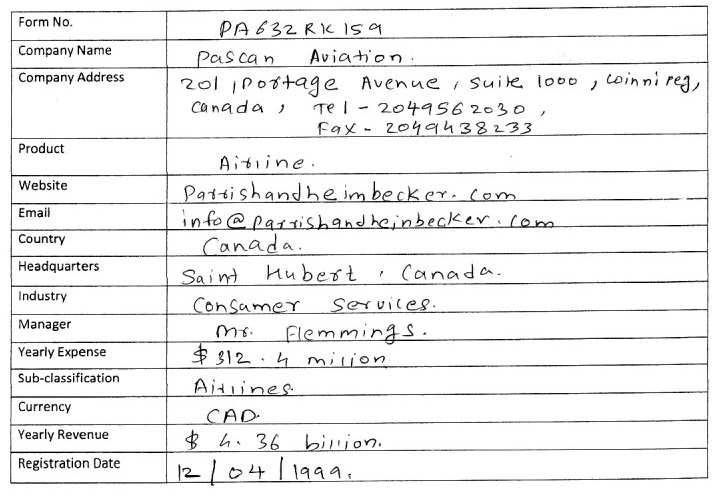 Form No. PA632RK159
Company Name Pascan Aviation.
Company Address 201, Portage Avenue, Suite 1000, Winnipeg,
Canada, Tel - 2049562030,
Fax - 2049438233
Product Airline.
Website Parrishandheimbecker.com
Email info@parrishandheinbecker.com
Country Canada.
Headquarters Saint Hubert, Canada.
Industry Consumer Services.
Manager Mr. Flemmings.
Yearly Expense $312.4 million
Sub-classification Airlines.
Currency CAD.
Yearly Revenue $4.36 billion.
Registration Date 12/04/1999.